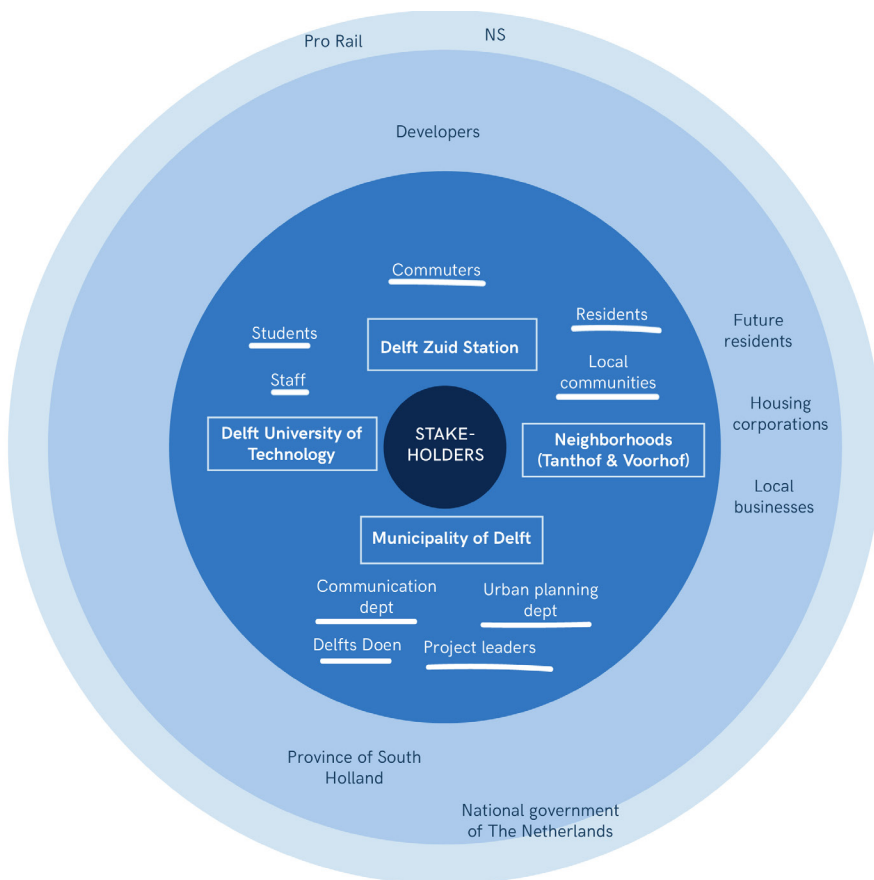 Pro Rail
NS
Developers
Commuters
Students
Staff
Delft Zuid Station
Residents
Local
communities
Future
residents
Housing
corporations
Local
businesses
Delft University of
Technology
STAKE-
HOLDERS
Neighborhoods
(Tanthof & Voorhof)
Municipality of Delft
Communication
dept
Urban planning
dept
Delfts Doen
Project leaders
Province of South
Holland
National government
of The Netherlands